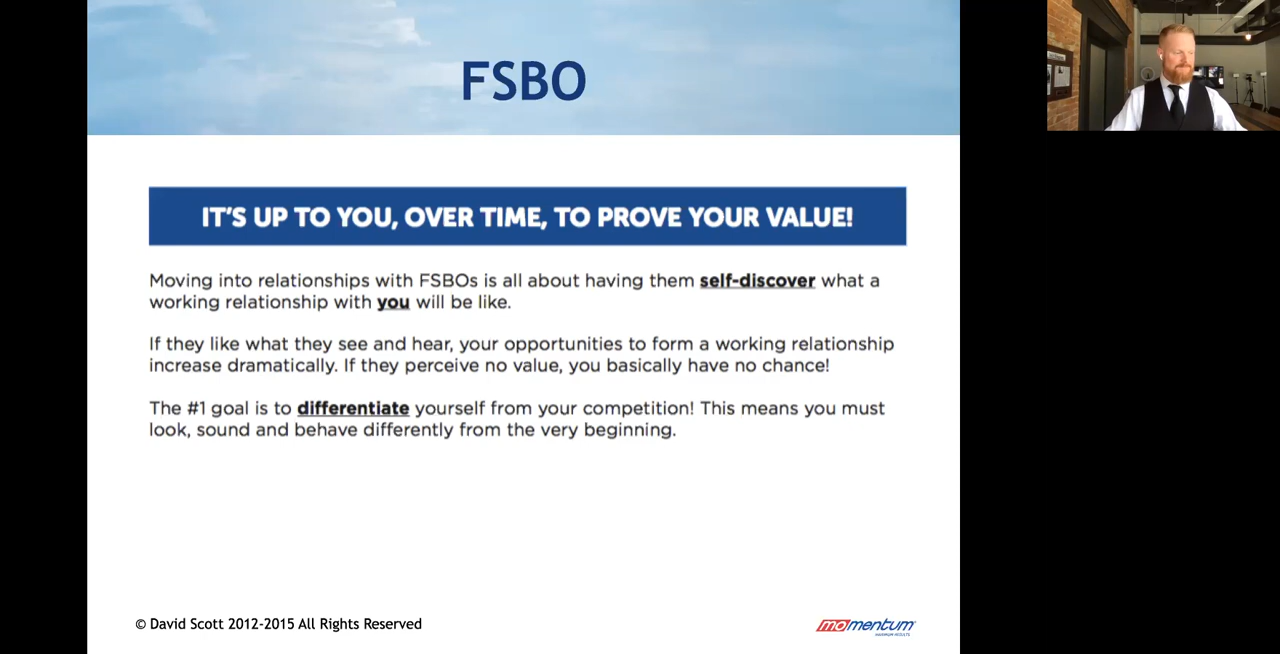 FSBO
IT'S UP TO YOU, OVER TIME, TO PROVE YOUR VALUE!
Moving into relationships with FSBOs is all about having them self-discover what a
working relationship with you will be like.
If they like what they see and hear, your opportunities to form a working relationship
increase dramatically. If they perceive no value, you basically have no chance!
The #1 goal is to differentiate yourself from your competition! This means you must
look, sound and behave differently from the very beginning.
© David Scott 2012-2015 All Rights Reserved
momentum